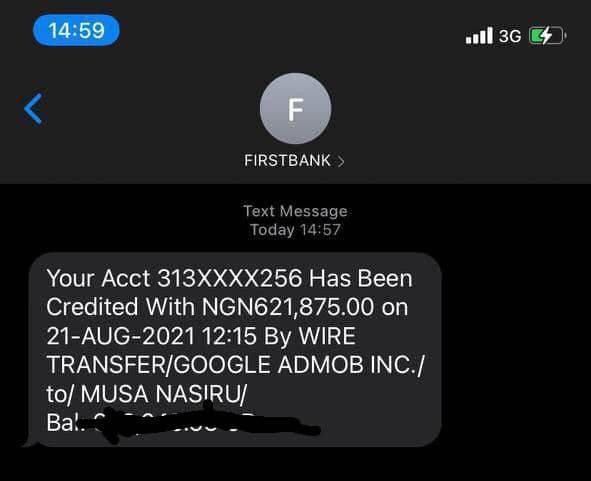 14:59
3G
F
FIRSTBANK >
Text Message
Today 14:57
Your Acct 313XXXX256 Has Been
Credited With NGN621,875.00 on
21-AUG-2021 12:15 By WIRE
TRANSFER/GOOGLE ADMOB INC./
to/ MUSA NASIRU/
Bal: